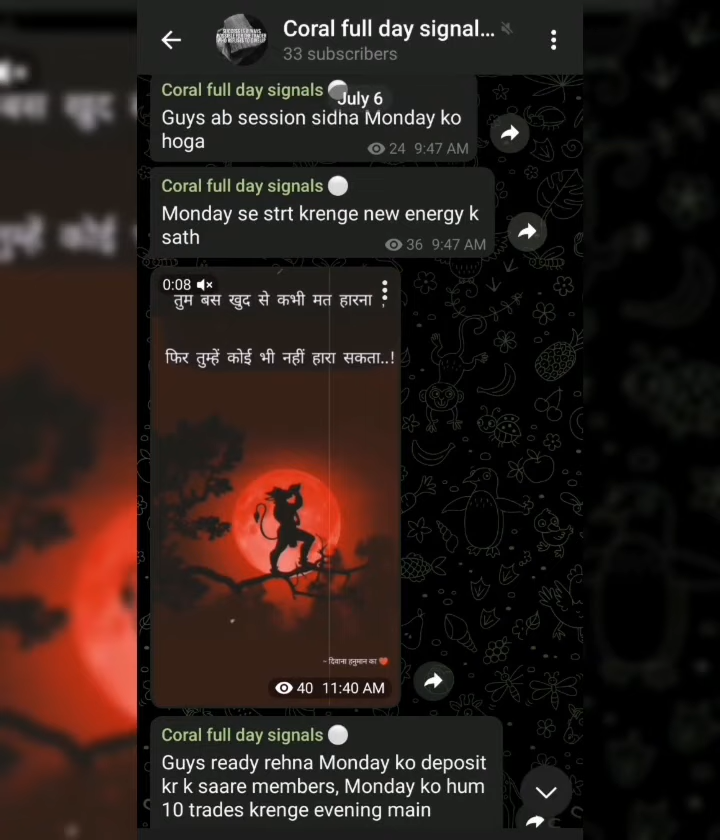 Coral full day signal...
33 subscribers
Coral full day signals
July 6
Guys ab session sidha Monday ko
hoga
24 9:47 AM
Coral full day signals
Monday se strt krenge new energy k
sath
36 9:47 AM
0:08
तुम बस खुद से कभी मत हारना ,
फिर तुम्हें कोई भी नहीं हारा सकता..!
- दिवाना हनुमान का
40 11:40 AM
Coral full day signals
Guys ready rehna Monday ko deposit
kr k saare members, Monday ko hum
10 trades krenge evening main